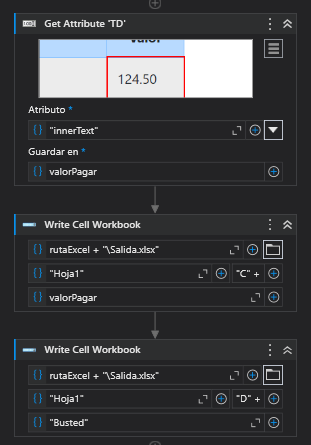 Get Attribute 'TD'
valor
124.50
Atributo *
"innerText"
Guardar en *
valorPagar
Write Cell Workbook
rutaExcel + "\Salida.xlsx"
"Hoja1" "C" +
valorPagar
Write Cell Workbook
rutaExcel + "\Salida.xlsx"
"Hoja1" "D" +
"Busted"